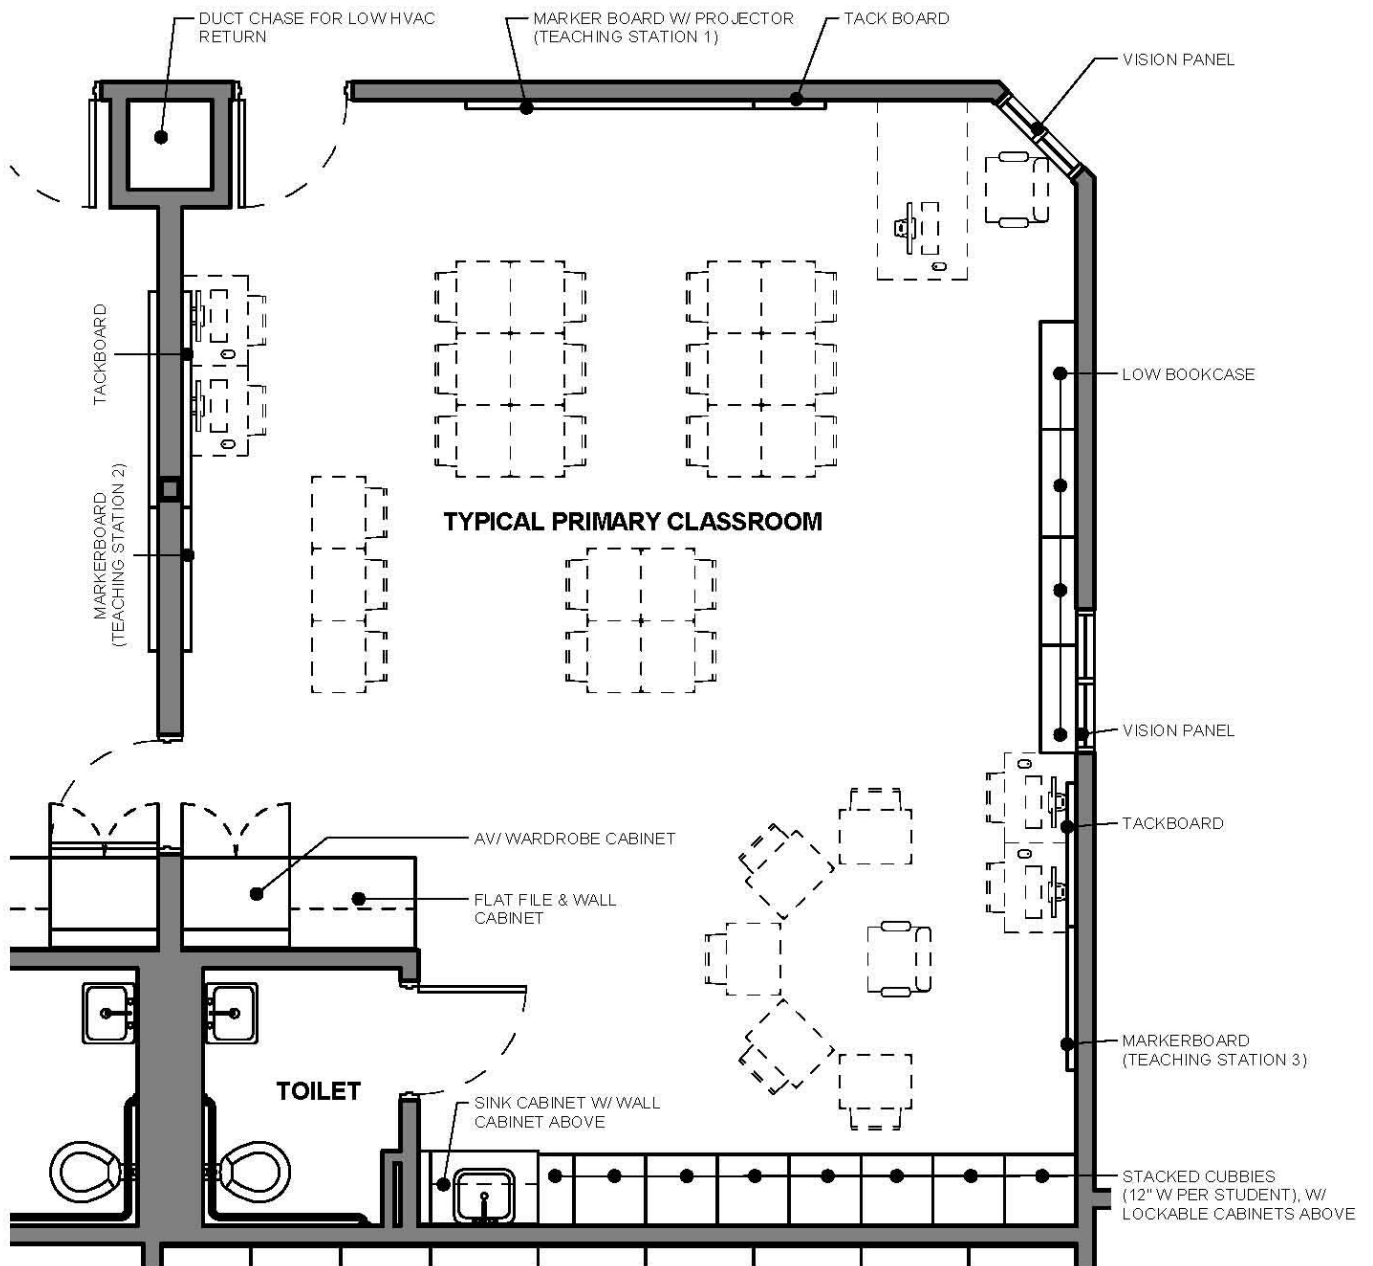 DUCT CHASE FOR LOW HVAC
RETURN
MARKER BOARD W/ PROJECTOR
(TEACHING STATION 1)
TACK BOARD
VISION PANEL
TACKBOARD
LOW BOOKCASE
MARKERBOARD
(TEACHING STATION 2)
TYPICAL PRIMARY CLASSROOM
VISION PANEL
TACKBOARD
AV/ WARDROBE CABINET
FLAT FILE & WALL
CABINET
MARKERBOARD
(TEACHING STATION 3)
TOILET
SINK CABINET W/ WALL
CABINET ABOVE
STACKED CUBBIES
(12" W PER STUDENT), W/
LOCKABLE CABINETS ABOVE